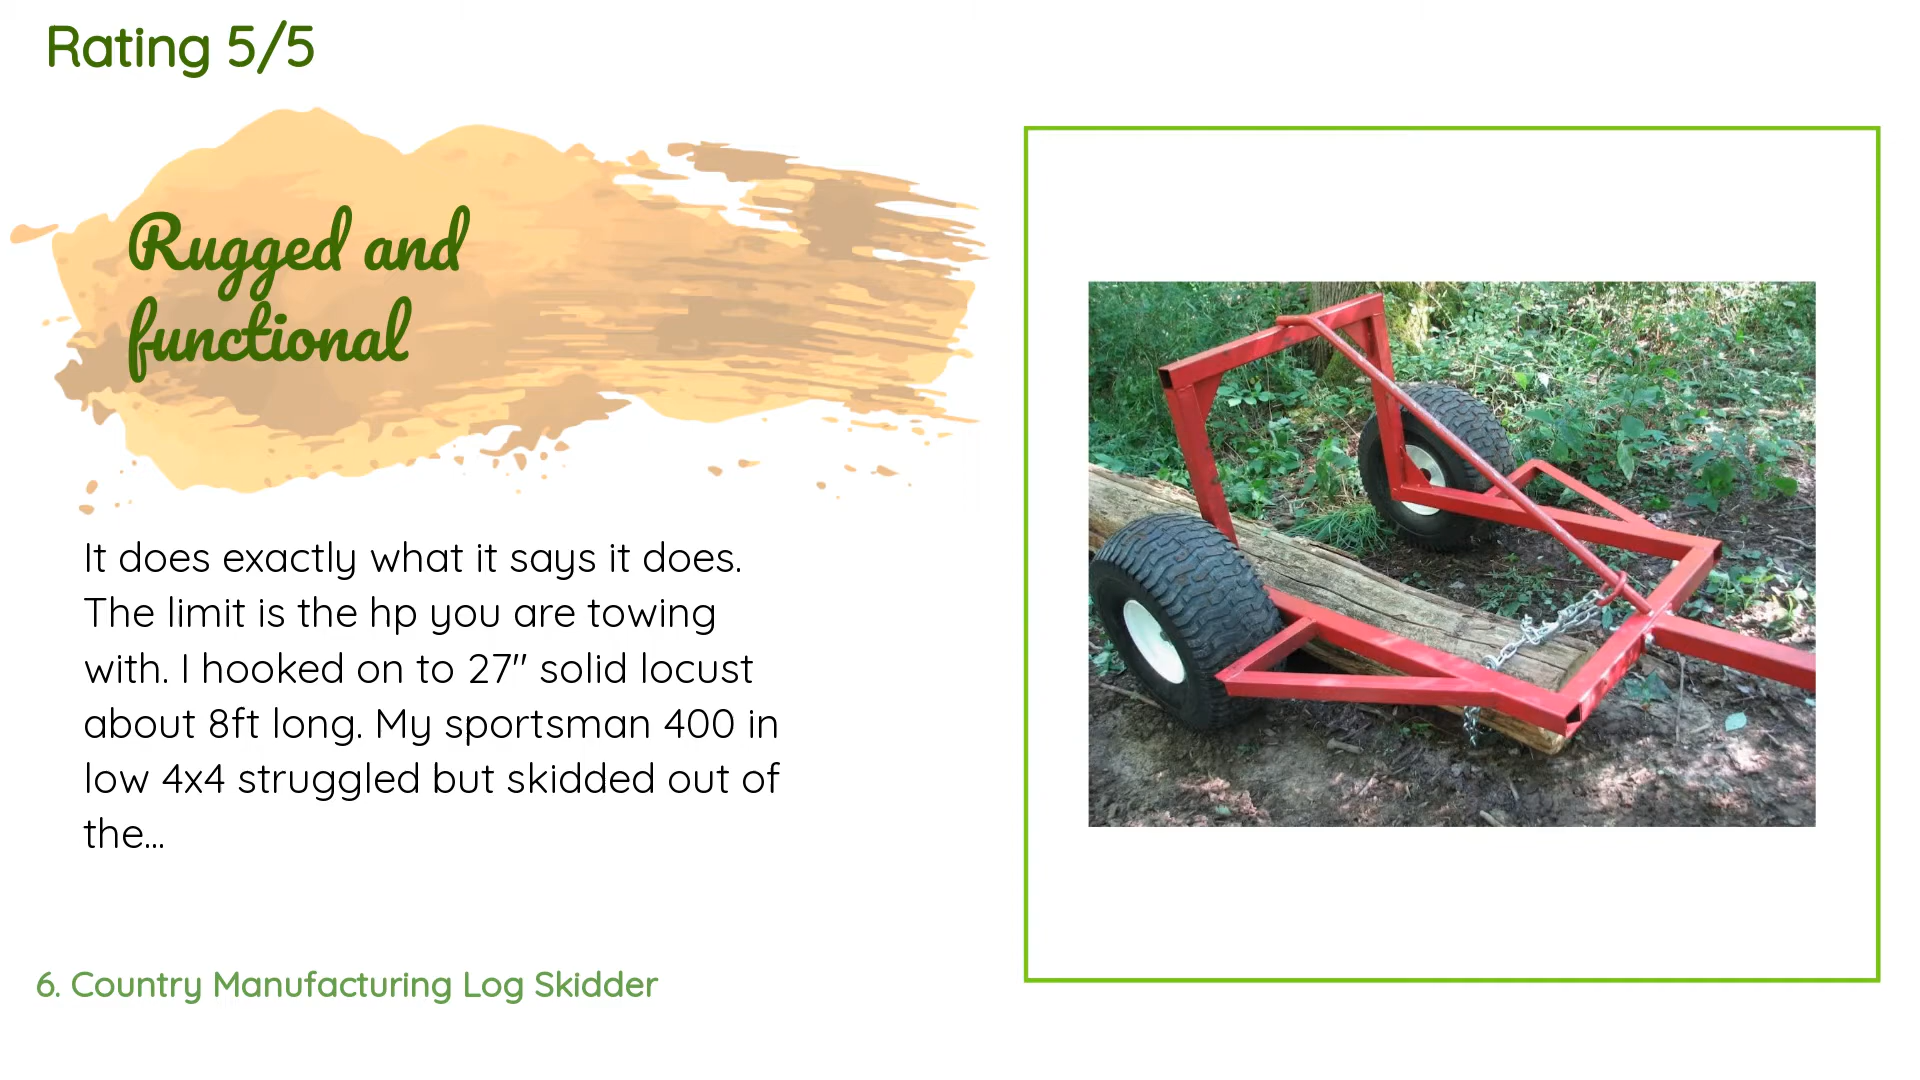 Rating 5/5
Rugged and
functional
It does exactly what it says it does.
The limit is the hp you are towing
with. I hooked on to 27" solid locust
about 8ft long. My sportsman 400 in
low 4x4 struggled but skidded out of
the...
6. Country Manufacturing Log Skidder